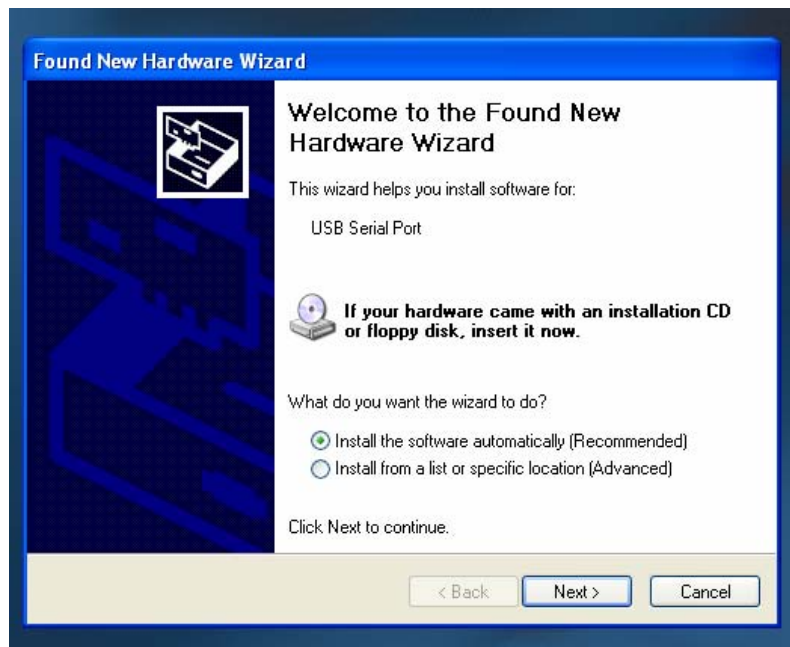 Found New Hardware Wizard
Welcome to the Found New
Hardware Wizard
This wizard helps you install software for:
USB Serial Port
If your hardware came with an installation CD
or floppy disk, insert it now.
What do you want the wizard to do?
Install the software automatically (Recommended)
Install from a list or specific location (Advanced)
Click Next to continue.
< Back Next > Cancel